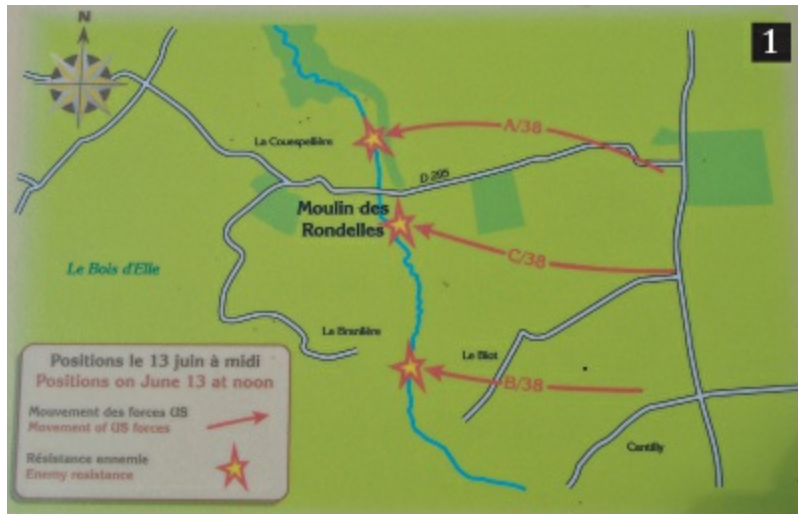 N
1
A/38
La Couespellière
D 295
Moulin des
Rondelles
C/38
Le Bois d'Elle
La Branlière
Le Blot
B/38
Cantilly
Positions le 13 juin à midi
Positions on June 13 at noon
Mouvement des forces US
Movement of US forces
Résistance ennemie
Enemy resistance